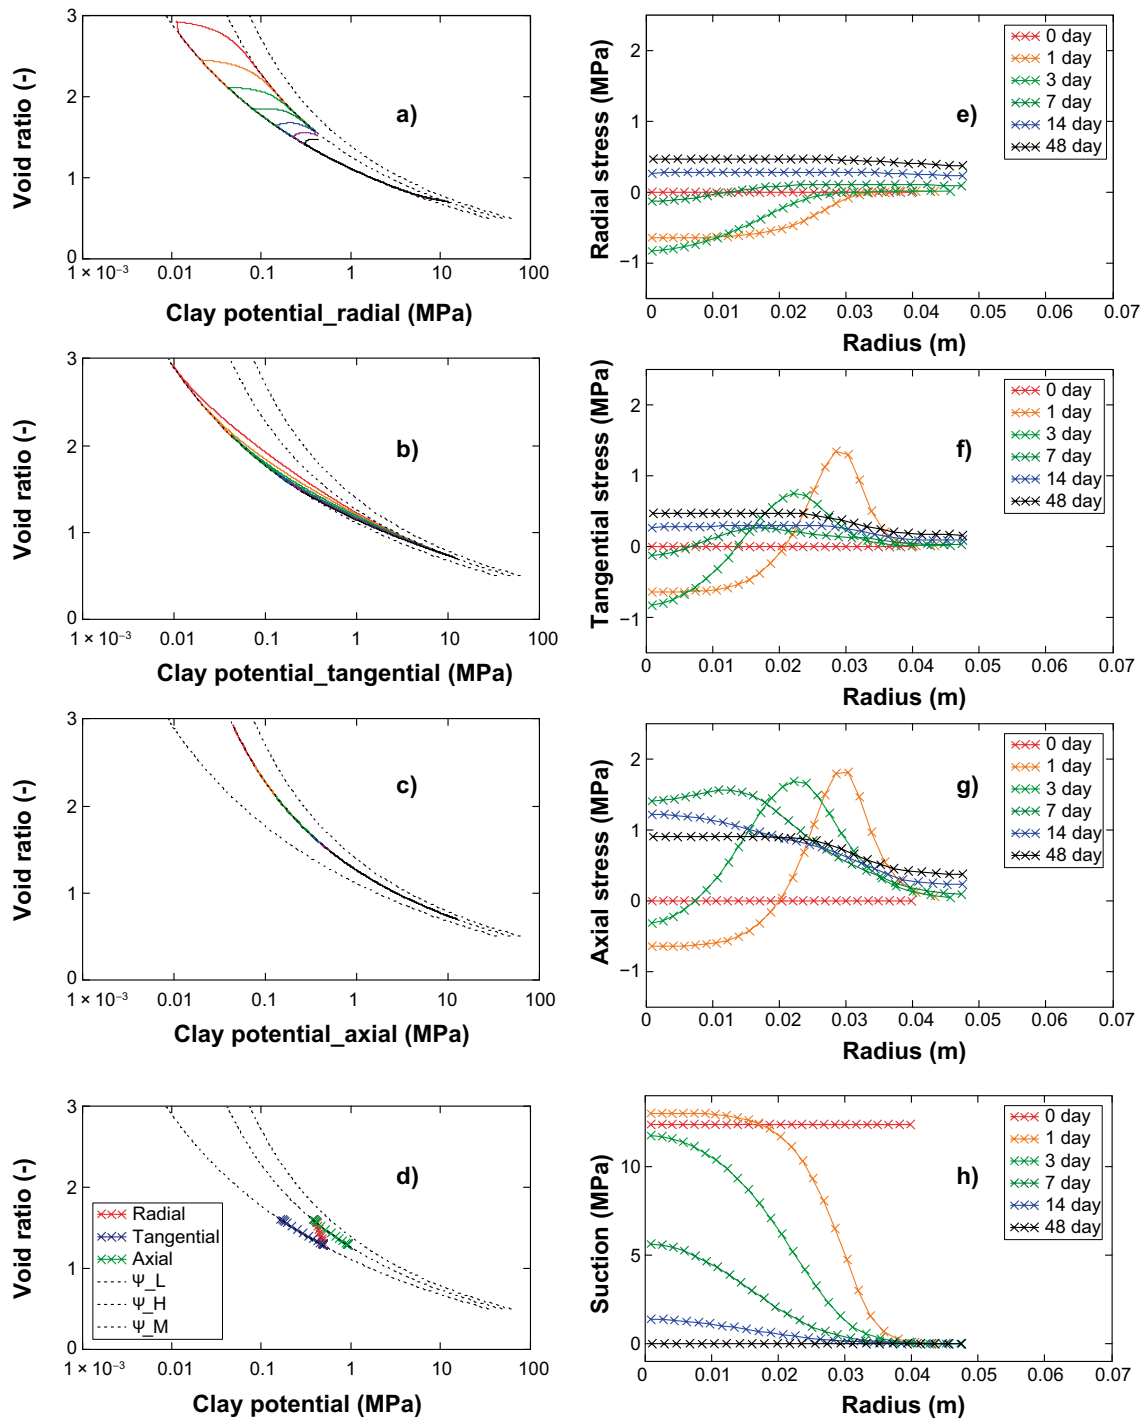 3
2
1
0
Void ratio (-)
a)
1 × 10⁻³
0.01
0.1
1
10
100
Clay potential_radial (MPa)
2
1
0
−1
Radial stress (MPa)
e)
0 day
1 day
3 day
7 day
14 day
48 day
0
0.01
0.02
0.03
0.04
0.05
0.06
0.07
Radius (m)
3
2
1
0
Void ratio (-)
b)
1 × 10⁻³
0.01
0.1
1
10
100
Clay potential_tangential (MPa)
2
1
0
−1
Tangential stress (MPa)
f)
0 day
1 day
3 day
7 day
14 day
48 day
0
0.01
0.02
0.03
0.04
0.05
0.06
0.07
Radius (m)
3
2
1
0
Void ratio (-)
c)
1 × 10⁻³
0.01
0.1
1
10
100
Clay potential_axial (MPa)
2
1
0
−1
Axial stress (MPa)
g)
0 day
1 day
3 day
7 day
14 day
48 day
0
0.01
0.02
0.03
0.04
0.05
0.06
0.07
Radius (m)
3
2
1
0
Void ratio (-)
d)
Radial
Tangential
Axial
Ψ_L
Ψ_H
Ψ_M
1 × 10⁻³
0.01
0.1
1
10
100
Clay potential (MPa)
10
5
0
Suction (MPa)
h)
0 day
1 day
3 day
7 day
14 day
48 day
0
0.01
0.02
0.03
0.04
0.05
0.06
0.07
Radius (m)